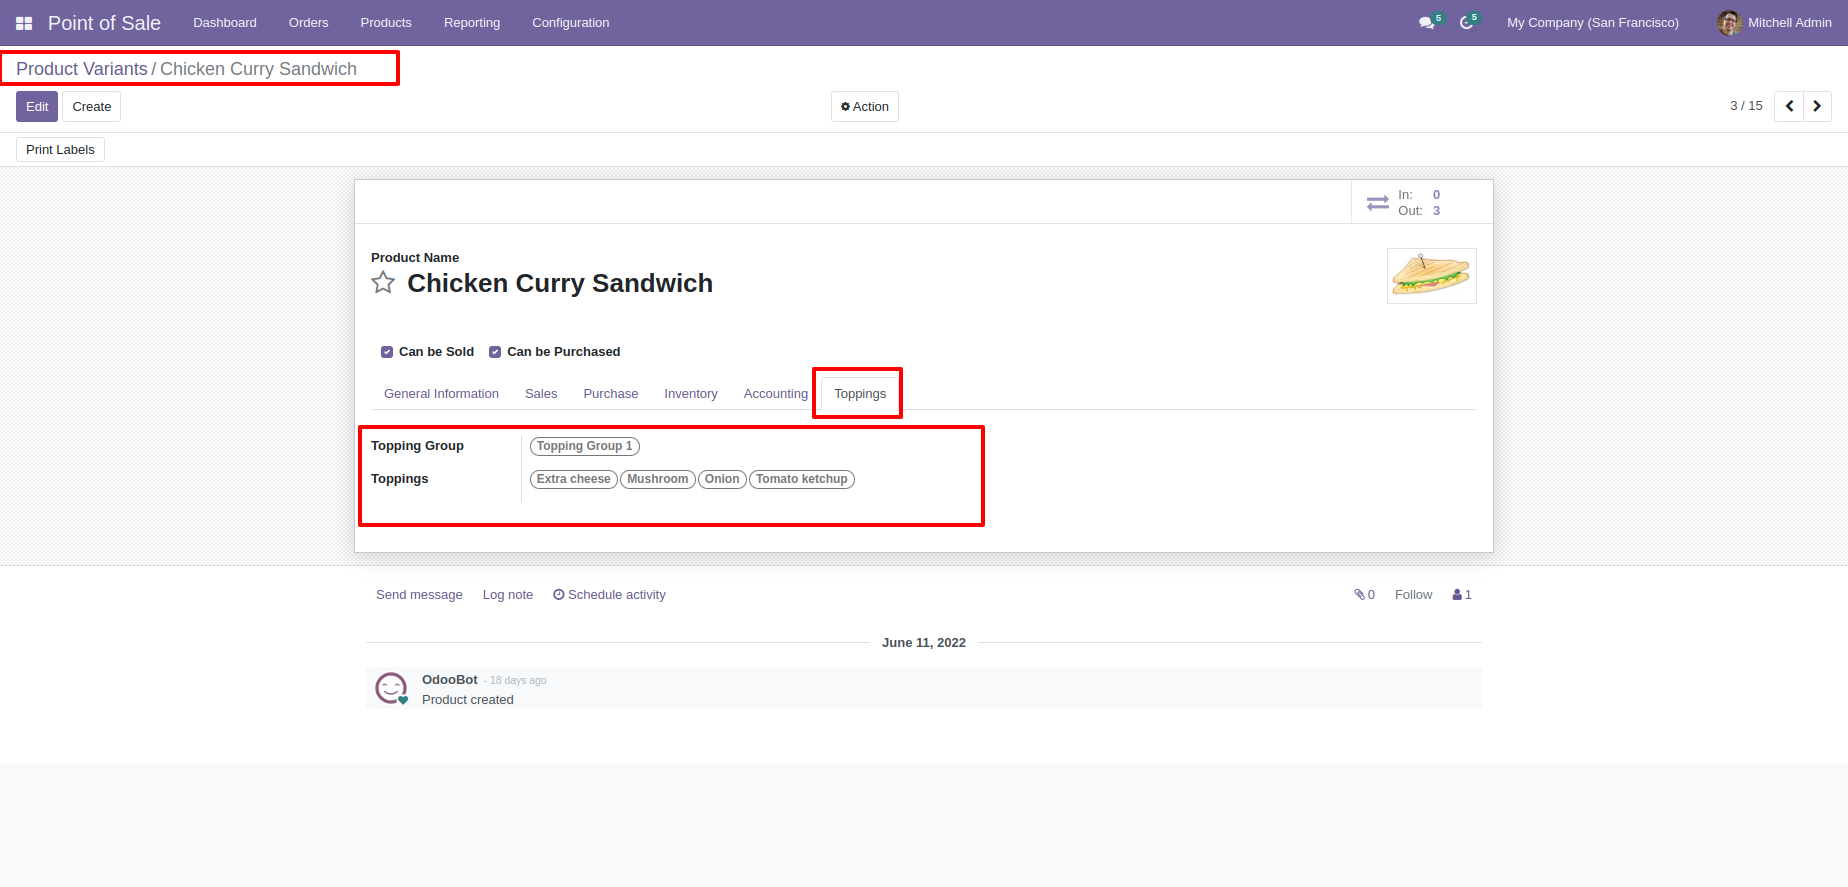 Point of Sale Dashboard Orders Products Reporting Configuration 5 5 My Company (San Francisco) Mitchell Admin
Product Variants / Chicken Curry Sandwich
Edit Create Action 3 / 15
Print Labels
In: 0
Out: 3
Product Name
Chicken Curry Sandwich
Can be Sold Can be Purchased
General Information Sales Purchase Inventory Accounting Toppings
Topping Group Topping Group 1
Toppings Extra cheese Mushroom Onion Tomato ketchup
Send message Log note Schedule activity 0 Follow 1
June 11, 2022
OdooBot - 18 days ago
Product created